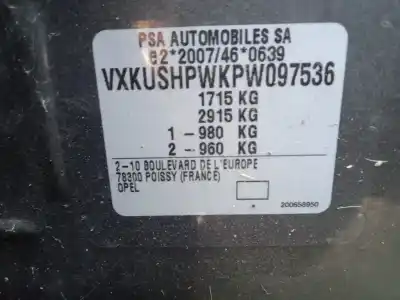 PSA AUTOMOBILES SA
e2*2007/46*0639
VXKUSHPWKPW097536
1715 KG
2915 KG
1 -980 KG
2 -960 KG
2-10 BOULEVARD DE L'EUROPE
78300 POISSY (FRANCE)
OPEL
200656950